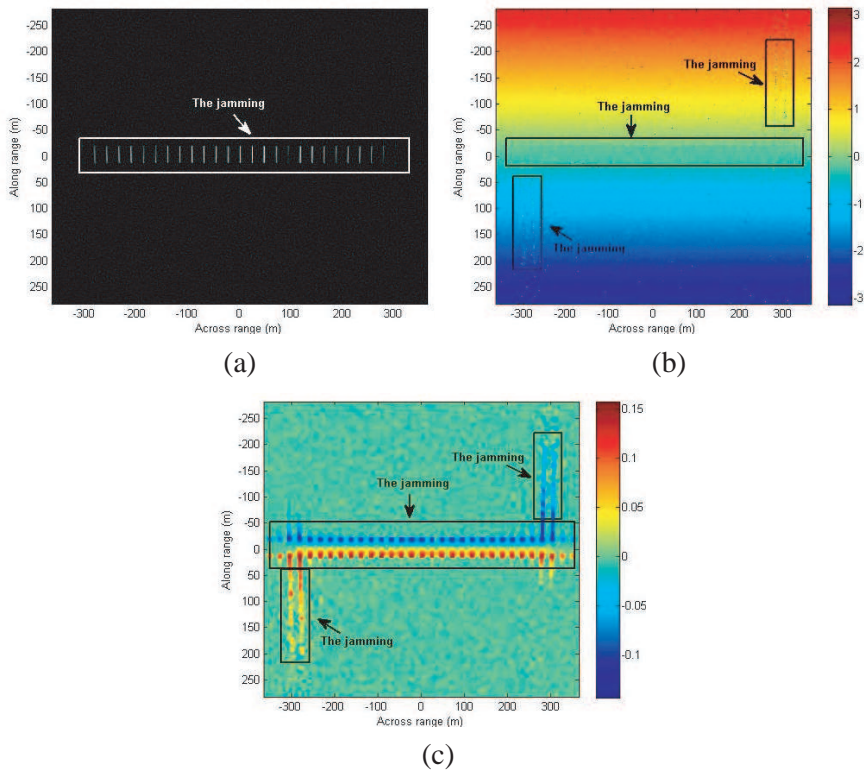 -250
-200
-150
-100
-50
0
50
100
150
200
250
Along range (m)
The jamming
-300 -200 -100 0 100 200 300
Across range (m)
(a)
-250
-200
-150
-100
-50
0
50
100
150
200
250
Along range (m)
The jamming
The jamming
The jamming
-300 -200 -100 0 100 200 300
Across range (m)
3
2
1
0
-1
-2
-3
(b)
-250
-200
-150
-100
-50
0
50
100
150
200
250
Along range (m)
The jamming
The jamming
The jamming
-300 -200 -100 0 100 200 300
Across range (m)
0.15
0.1
0.05
0
-0.05
-0.1
(c)